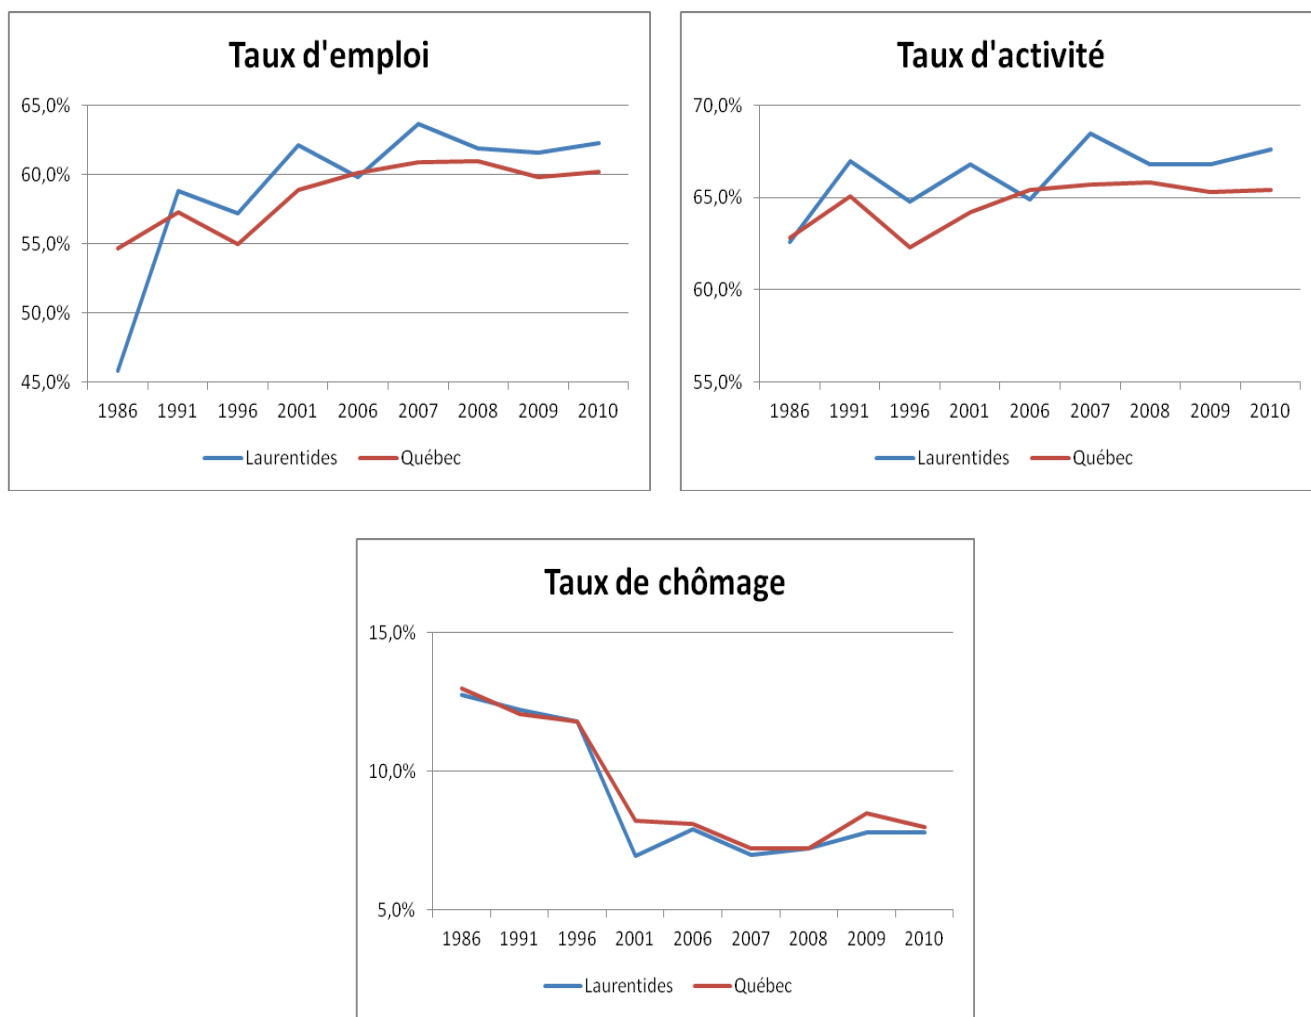 Taux d'emploi
65,0%
60,0%
55,0%
50,0%
45,0%
1986 1991 1996 2001 2006 2007 2008 2009 2010
Laurentides Québec
Taux d'activité
70,0%
65,0%
60,0%
55,0%
1986 1991 1996 2001 2006 2007 2008 2009 2010
Laurentides Québec
Taux de chômage
15,0%
10,0%
5,0%
1986 1991 1996 2001 2006 2007 2008 2009 2010
Laurentides Québec